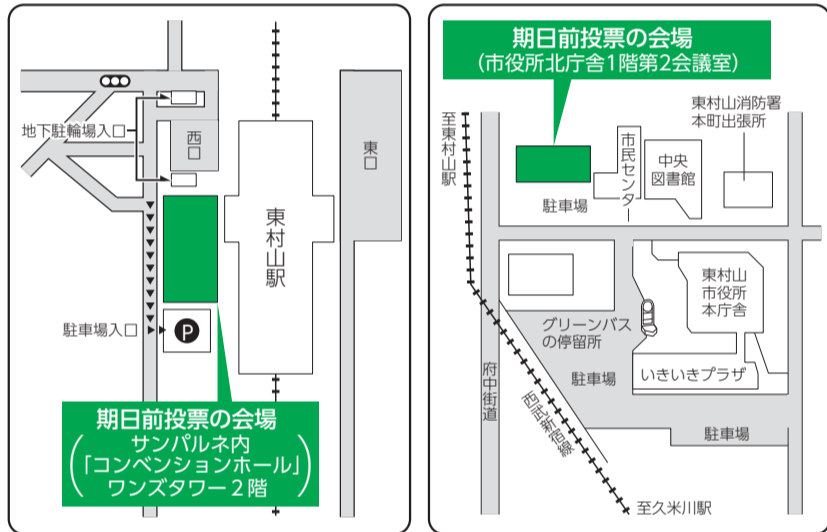 地下駐輪場入口
西口
東口
東村山駅
駐車場入口
P
期日前投票の会場
サンパルネ内
「コンベンションホール」
ワンズタワー2階
期日前投票の会場
(市役所北庁舎1階第2会議室)
至東村山駅
市民センター
中央
図書館
東村山消防署
本町出張所
駐車場
東村山
市役所
本庁舎
グリーンバス
の停留所
駐車場
いきいきプラザ
府中街道
西武新宿線
駐車場
至久米川駅